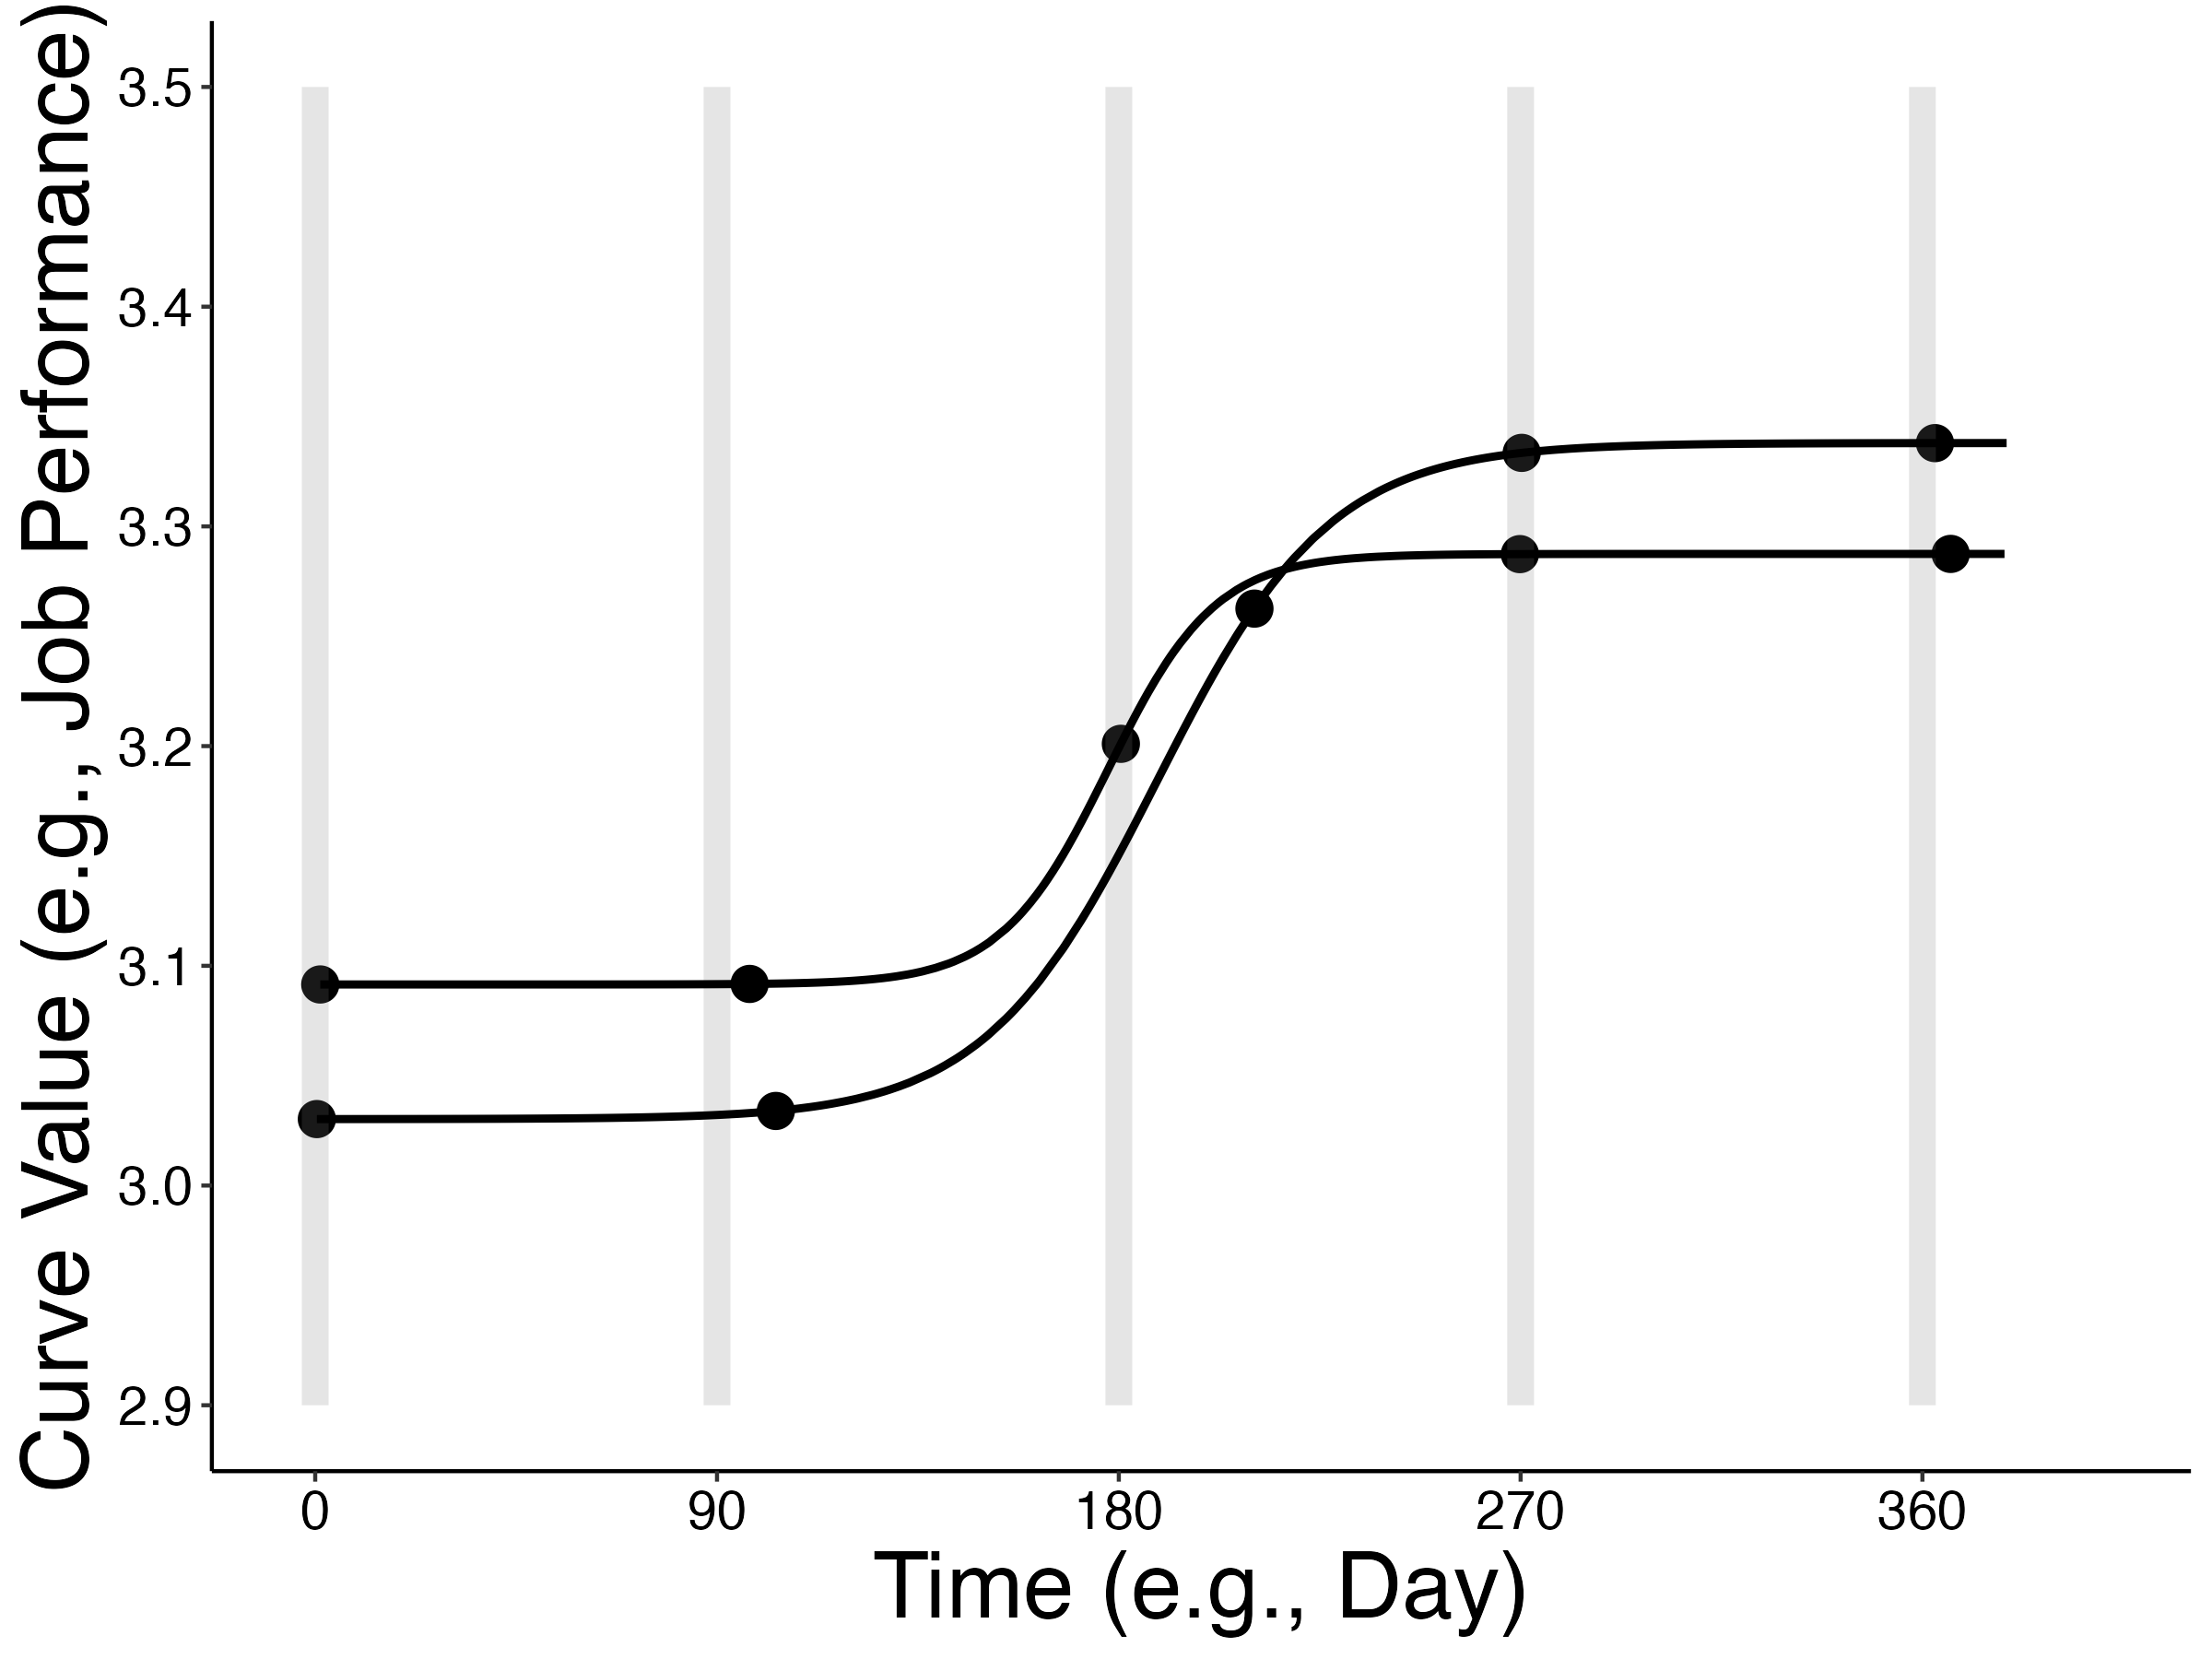 Curve Value (e.g., Job Performance)
3.5
3.4
3.3
3.2
3.1
3.0
2.9
0 90 180 270 360
Time (e.g., Day)